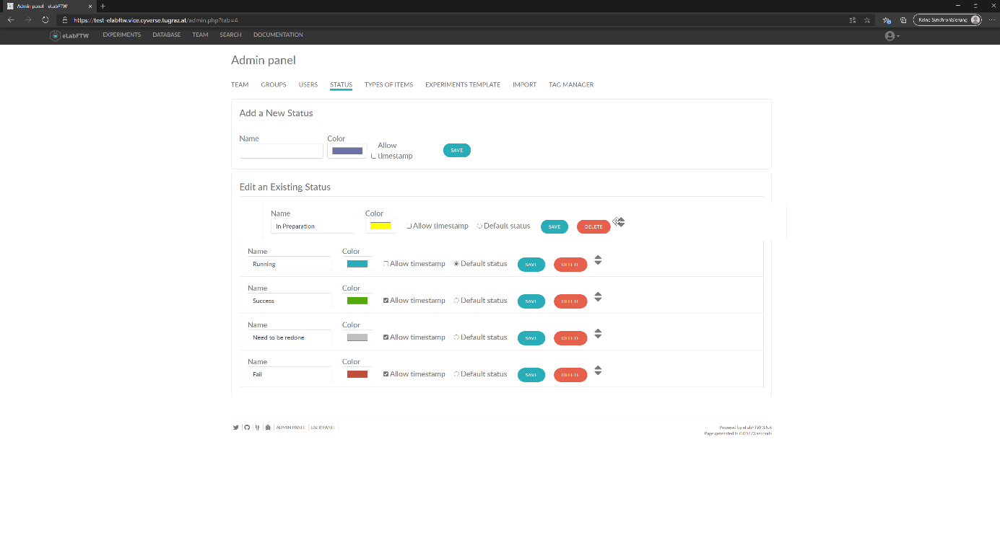 Admin panel - eLabFTW
https://test-elabftw.vice.cyverse.tugraz.at/admin.php?tab=4
Keine Synchronisierung
eLabFTW EXPERIMENTS DATABASE TEAM SEARCH DOCUMENTATION
Admin panel
TEAM GROUPS USERS STATUS TYPES OF ITEMS EXPERIMENTS TEMPLATE IMPORT TAG MANAGER
Add a New Status
Name Color Allow timestamp SAVE
Edit an Existing Status
Name Color
In Preparation Allow timestamp Default status SAVE DELETE
Name Color
Running Allow timestamp Default status SAVE DELETE
Name Color
Success Allow timestamp Default status SAVE DELETE
Name Color
Need to be redone Allow timestamp Default status SAVE DELETE
Name Color
Fail Allow timestamp Default status SAVE DELETE
ADMIN PANEL USER PANEL
Powered by eLabFTW 3.5.6
Page generated in 0.00773 seconds